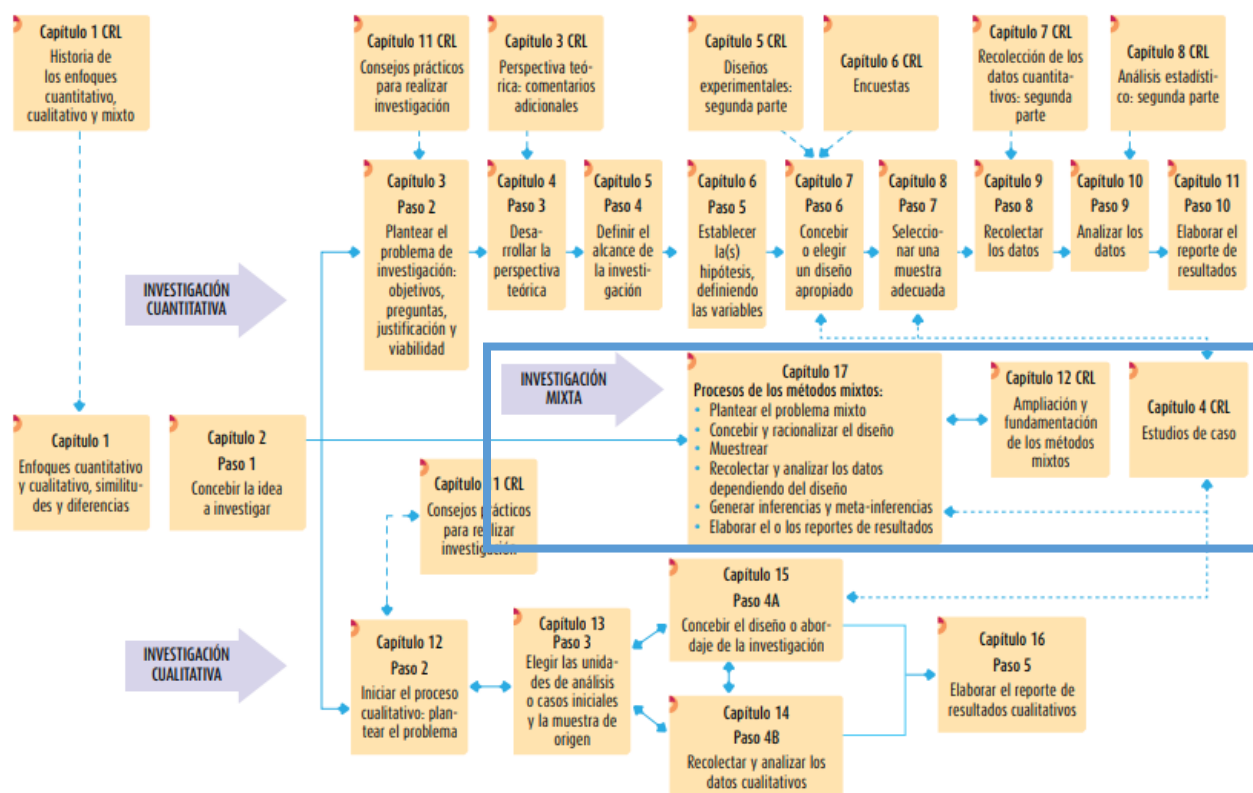 Capítulo 1 CRL
Historia de
los enfoques
cuantitativo,
cualitativo y mixto
Capítulo 11 CRL
Consejos prácticos
para realizar
investigación
Capítulo 3 CRL
Perspectiva teó-
rica: comentarios
adicionales
Capítulo 5 CRL
Diseños
experimentales:
segunda parte
Capítulo 6 CRL
Encuestas
Capítulo 7 CRL
Recolección de los
datos cuantita-
tivos: segunda
parte
Capítulo 8 CRL
Análisis estadísti-
co: segunda parte
INVESTIGACIÓN
CUANTITATIVA
Capítulo 3
Paso 2
Plantear el
problema de
investigación:
objetivos,
preguntas,
justificación y
viabilidad
Capítulo 4
Paso 3
Desa-
rrollar la
perspectiva
teórica
Capítulo 5
Paso 4
Definir el
alcance de
la investi-
gación
Capítulo 6
Paso 5
Establecer
la(s)
hipótesis,
definiendo
las variables
Capítulo 7
Paso 6
Concebir
o elegir
un diseño
apropiado
Capítulo 8
Paso 7
Seleccio-
nar una
muestra
adecuada
Capítulo 9
Paso 8
Recolectar
los datos
Capítulo 10
Paso 9
Analizar los
datos
Capítulo 11
Paso 10
Elaborar el
reporte de
resultados
Capítulo 1
Enfoques cuantitativo
y cualitativo, similitu-
des y diferencias
Capítulo 2
Paso 1
Concebir la idea
a investigar
INVESTIGACIÓN
MIXTA
Capítulo 17
Procesos de los métodos mixtos:
• Plantear el problema mixto
• Concebir y racionalizar el diseño
• Muestrear
• Recolectar y analizar los datos
dependiendo del diseño
• Generar inferencias y meta-inferencias
• Elaborar el o los reportes de resultados
Capítulo 12 CRL
Ampliación y
fundamentación
de los métodos
mixtos
Capítulo 4 CRL
Estudios de caso
Capítulo 1 CRL
Consejos prácticos
para realizar
investigación
INVESTIGACIÓN
CUALITATIVA
Capítulo 12
Paso 2
Iniciar el proceso
cualitativo: plan-
tear el problema
Capítulo 13
Paso 3
Elegir las unida-
des de análisis
o casos iniciales
y la muestra de
origen
Capítulo 15
Paso 4A
Concebir el diseño o abor-
daje de la investigación
Capítulo 14
Paso 4B
Recolectar y analizar los
datos cualitativos
Capítulo 16
Paso 5
Elaborar el reporte de
resultados cualitativos